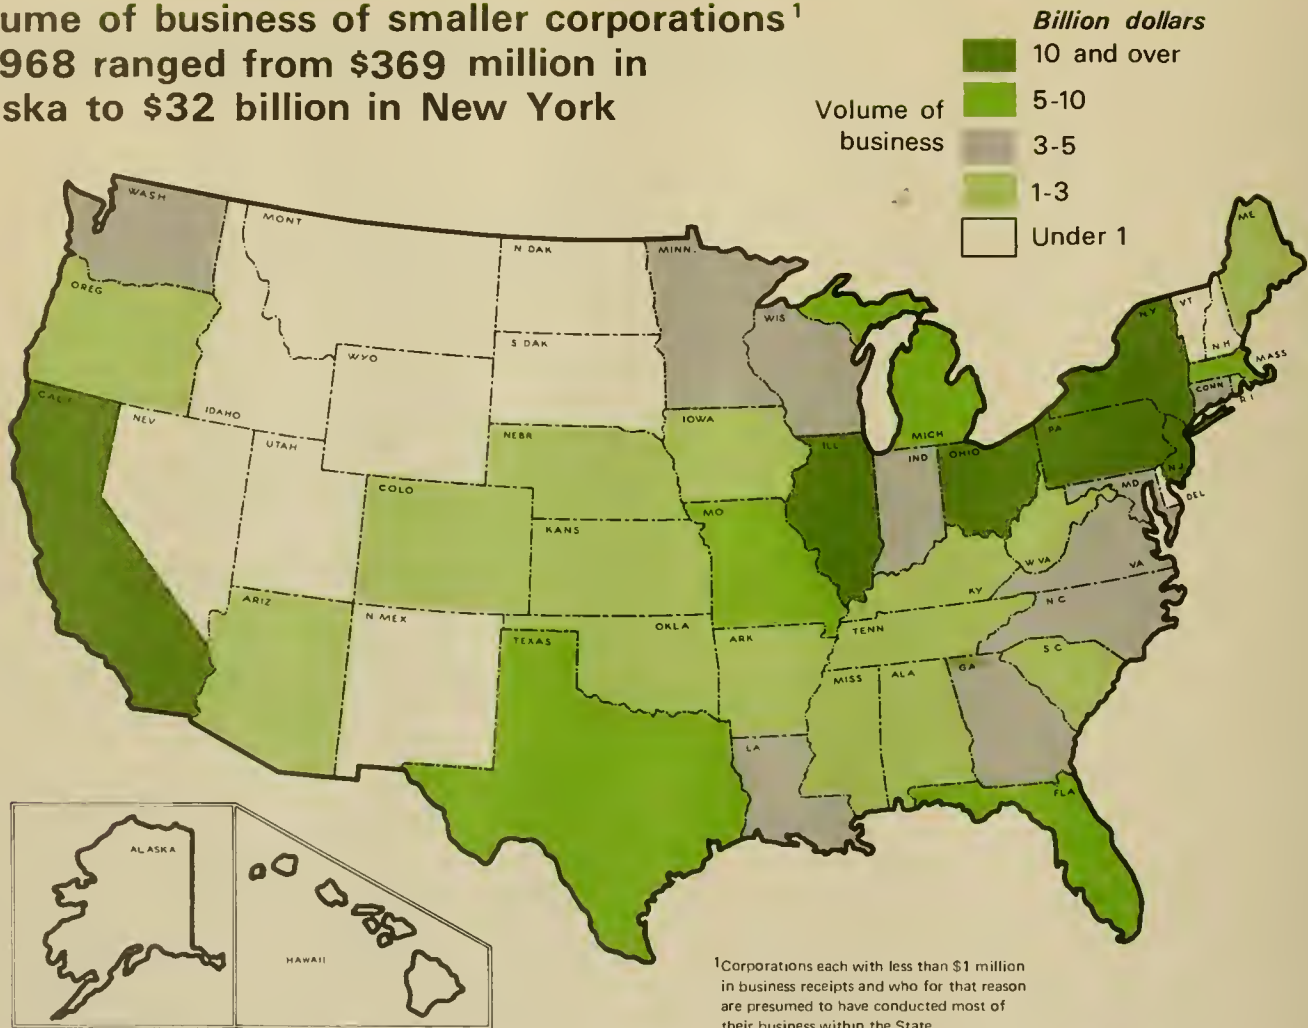 ume of business of smaller corporations¹
968 ranged from $369 million in
ska to $32 billion in New York
Billion dollars
10 and over
5-10
3-5
1-3
Under 1
Volume of
business
WASH
MONT
N DAK
MINN.
ME
OREG
S DAK
WIS
NY
VT
NH
MASS
WYO
CALIF
IDAHO
NEV
UTAH
NEBR
IOWA
MICH
CONN
R I
PA
ILL
IND
OHIO
NJ
COLO
MO
MD
DEL
KANS
W VA
VA
ARIZ
N MEX
OKLA
KY
N C
TEXAS
ARK
TENN
S C
MISS
ALA
GA
LA
FLA
ALASKA
HAWAII
¹Corporations each with less than $1 million
in business receipts and who for that reason
are presumed to have conducted most of
their business within the State